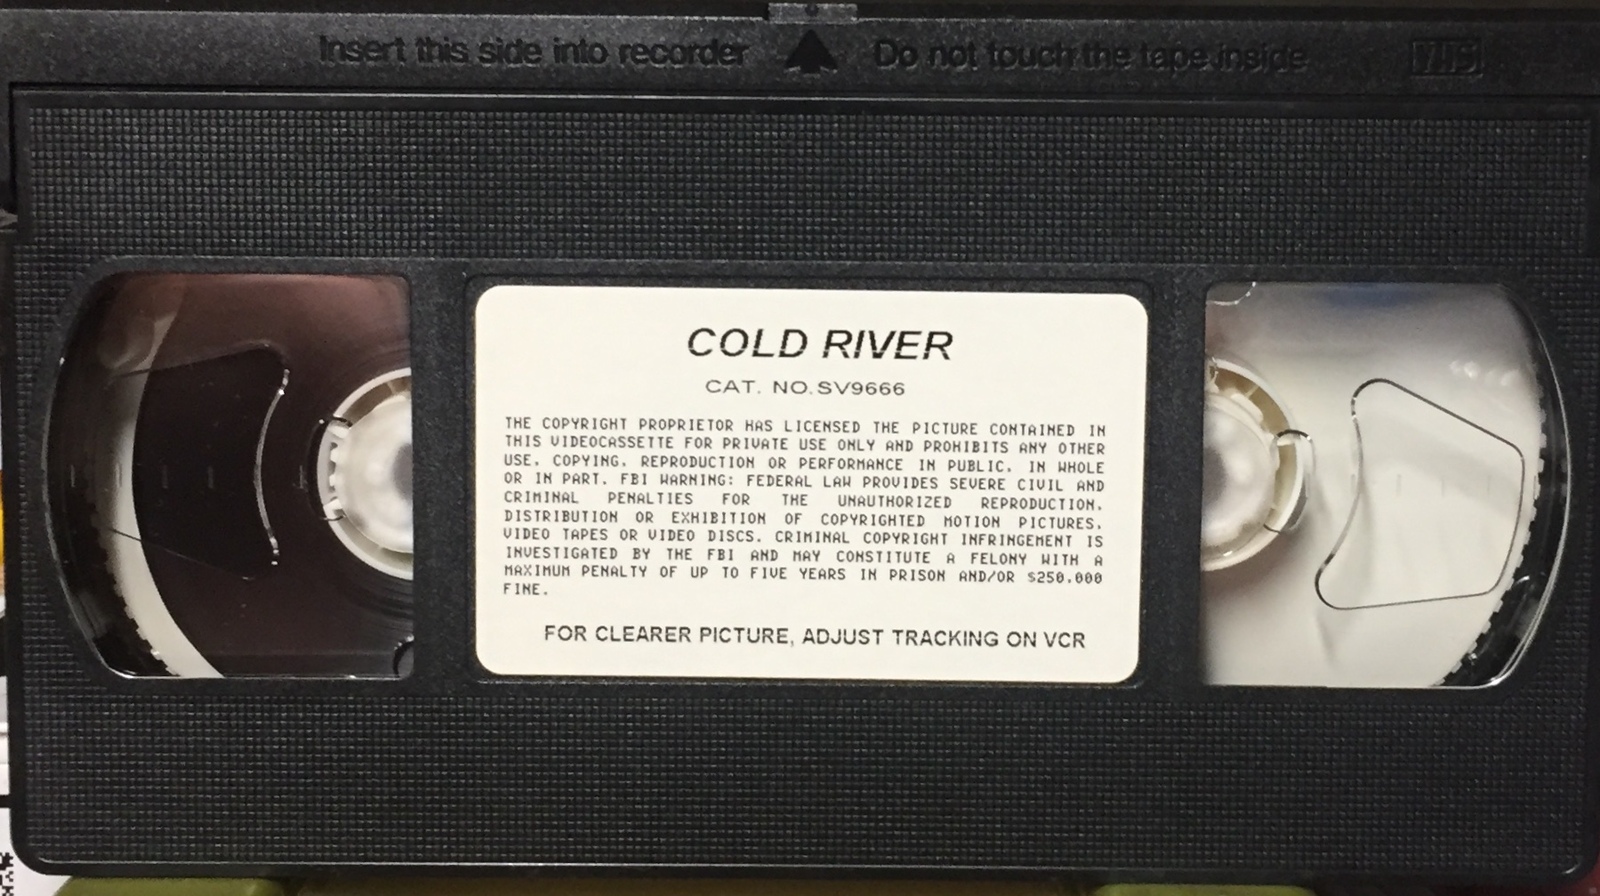 Insert this side into recorder Do not touch the tape inside VHS
COLD RIVER
CAT. NO.SV9666
THE COPYRIGHT PROPRIETOR HAS LICENSED THE PICTURE CONTAINED IN
THIS VIDEOCASSETTE FOR PRIVATE USE ONLY AND PROHIBITS ANY OTHER
USE, COPYING, REPRODUCTION OR PERFORMANCE IN PUBLIC, IN WHOLE
OR IN PART. FBI WARNING: FEDERAL LAW PROVIDES SEVERE CIVIL AND
CRIMINAL PENALTIES FOR THE UNAUTHORIZED REPRODUCTION,
DISTRIBUTION OR EXHIBITION OF COPYRIGHTED MOTION PICTURES,
VIDEO TAPES OR VIDEO DISCS. CRIMINAL COPYRIGHT INFRINGEMENT IS
INVESTIGATED BY THE FBI AND MAY CONSTITUTE A FELONY WITH A
MAXIMUM PENALTY OF UP TO FIVE YEARS IN PRISON AND/OR $250,000
FINE.
FOR CLEARER PICTURE, ADJUST TRACKING ON VCR